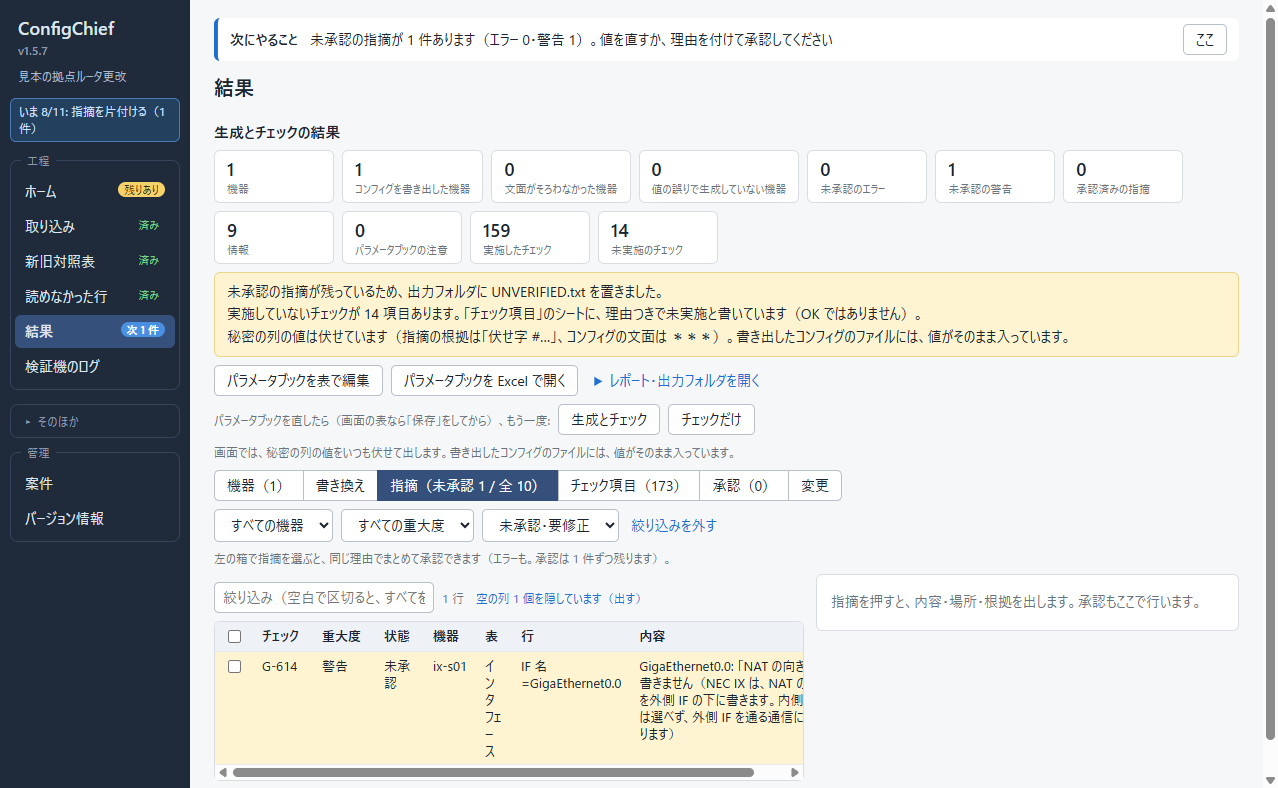 ConfigChief
v1.5.7
見本の拠点ルータ更改
いま 8/11: 指摘を片付ける（1
件）
工程
ホーム 残りあり
取り込み 済み
新旧対照表 済み
読めなかった行 済み
結果 次 1 件
検証機のログ
▸ そのほか
管理
案件
バージョン情報
次にやること 未承認の指摘が 1 件あります（エラー 0・警告 1）。値を直すか、理由を付けて承認してください
ここ
結果
生成とチェックの結果
1 1 0 0 0 1 0
機器 コンフィグを書き出した機器 文面がそろわなかった機器 値の誤りで生成していない機器 未承認のエラー 未承認の警告 承認済みの指摘
9 0 159 14
情報 パラメータブックの注意 実施したチェック 未実施のチェック
未承認の指摘が残っているため、出力フォルダに UNVERIFIED.txt を置きました。
実施していないチェックが 14 項目あります。「チェック項目」のシートに、理由つきで未実施と書いています（OK ではありません）。
秘密の列の値は伏せています（指摘の根拠は「伏せ字 #…」、コンフィグの文面は ＊＊＊）。書き出したコンフィグのファイルには、値がそのまま入っています。
パラメータブックを表で編集 パラメータブックを Excel で開く ▶ レポート・出力フォルダを開く
パラメータブックを直したら（画面の表なら「保存」をしてから）、もう一度: 生成とチェック チェックだけ
画面では、秘密の列の値をいつも伏せて出します。書き出したコンフィグのファイルには、値がそのまま入っています。
機器（1） 書き換え 指摘（未承認 1 / 全 10） チェック項目（173） 承認（0） 変更
すべての機器 すべての重大度 未承認・要修正 絞り込みを外す
左の箱で指摘を選ぶと、同じ理由でまとめて承認できます（エラーも。承認は 1 件ずつ残ります）。
絞り込み（空白で区切ると、すべてを 1 行 空の列 1 個を隠しています（出す）
指摘を押すと、内容・場所・根拠を出します。承認もここで行います。
チェック 重大度 状態 機器 表 行 内容
G-614 警告 未承認 ix-s01 インタフェース IF 名=GigaEthernet0.0
GigaEthernet0.0: 「NAT の向き
書きません（NEC IX は、NAT の
を外側 IF の下に書きます。内側
は選べず、外側 IF を通る通信に
ります）